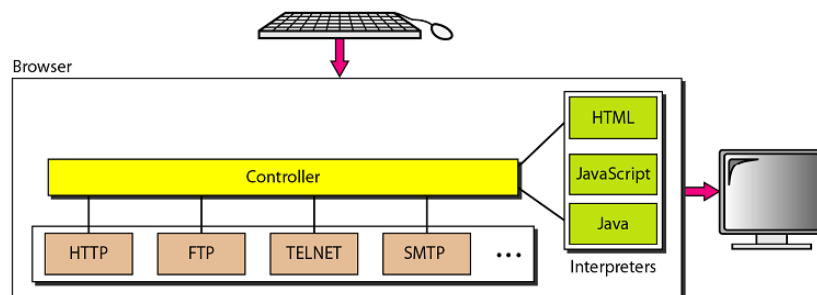 Browser
HTML
Controller
JavaScript
Java
HTTP FTP TELNET SMTP ...
Interpreters